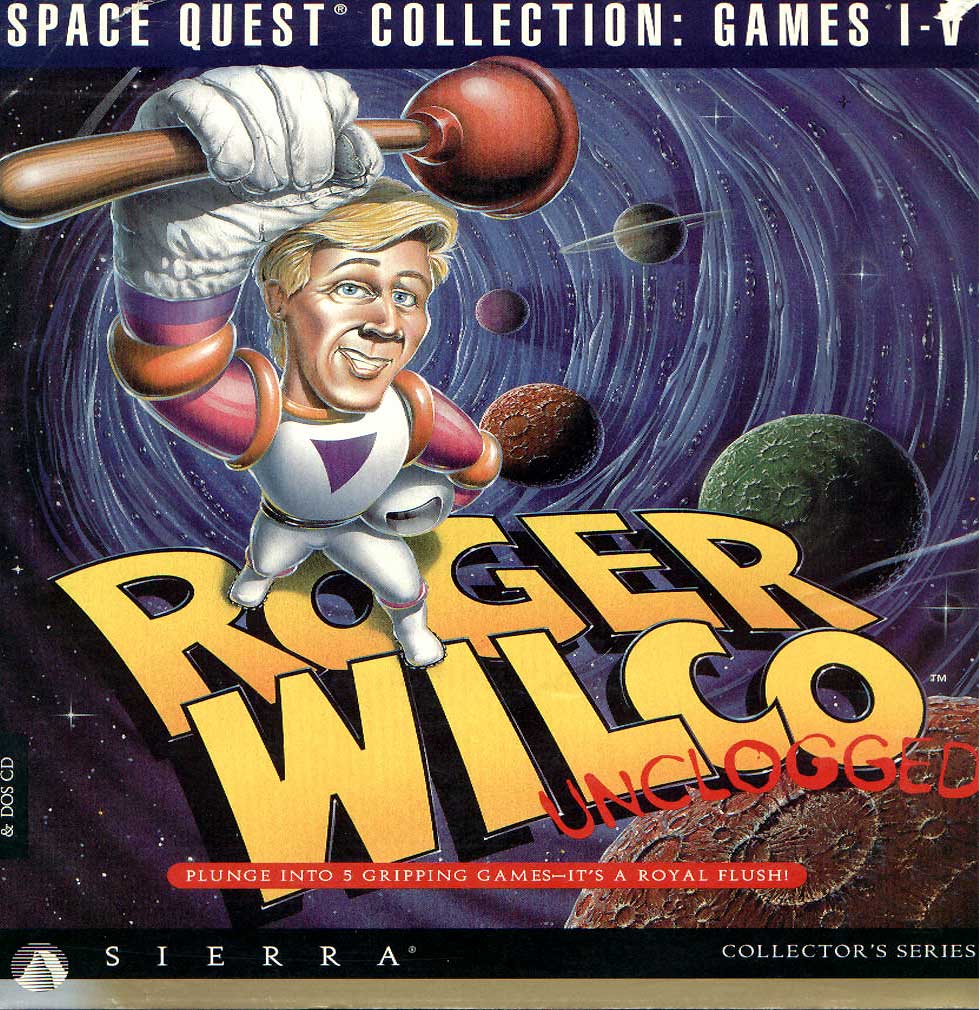 SPACE QUEST® COLLECTION: GAMES I-V
ROGER
WILCO™
UNCLOGGED
& DOS CD
PLUNGE INTO 5 GRIPPING GAMES—IT'S A ROYAL FLUSH!
SIERRA®
COLLECTOR'S SERIES